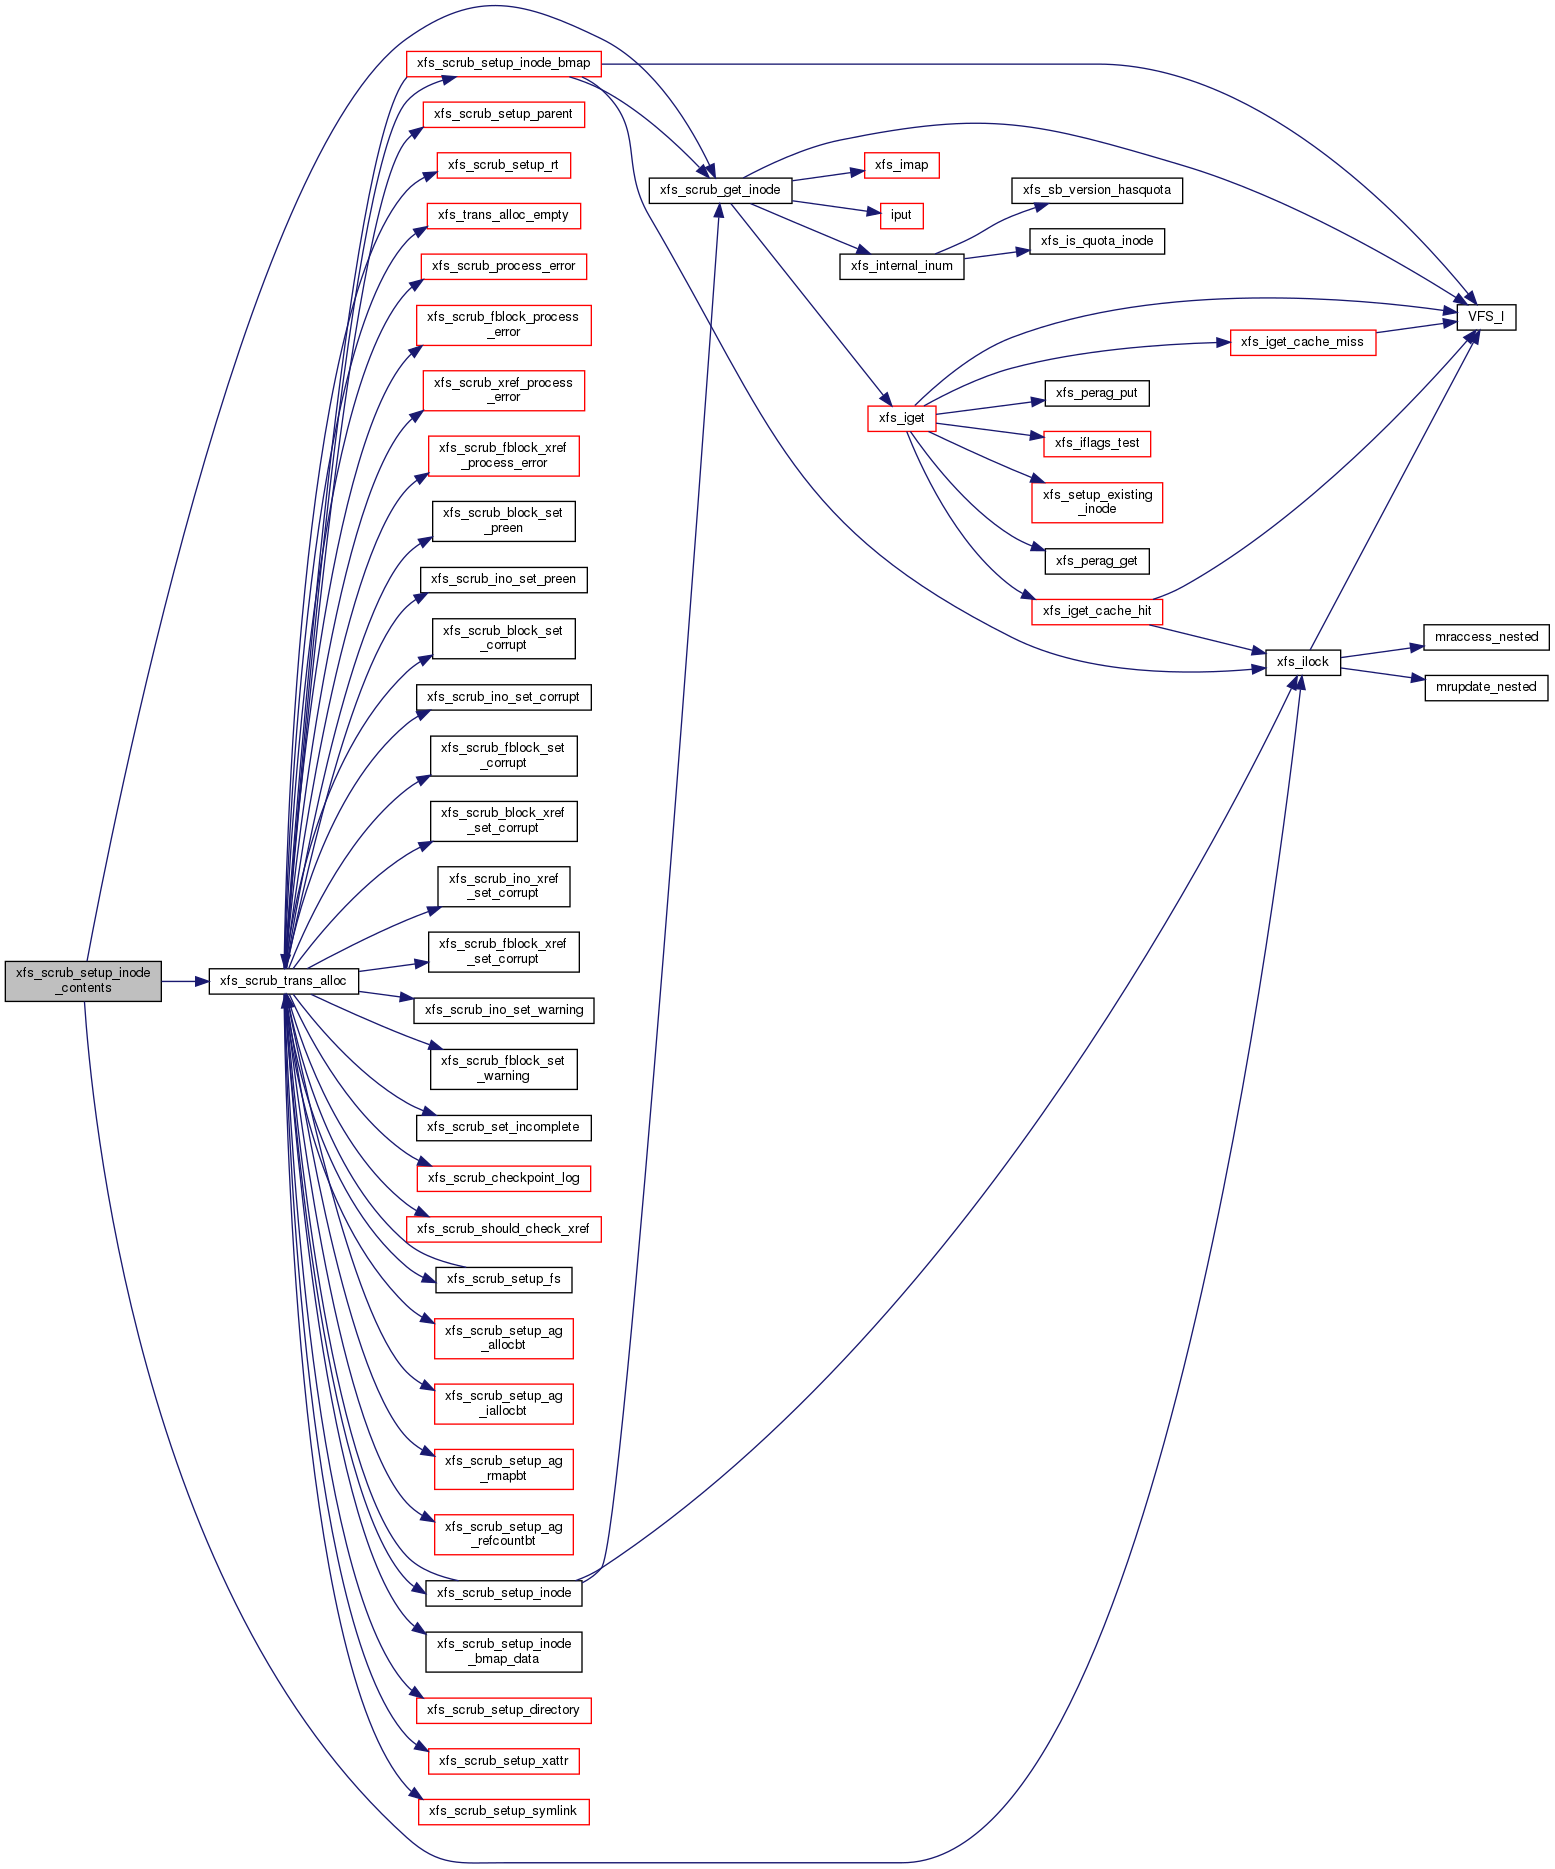 xfs_scrub_setup_inode
_contents
xfs_scrub_trans_alloc
xfs_scrub_setup_inode_bmap
xfs_scrub_setup_parent
xfs_scrub_setup_rt
xfs_trans_alloc_empty
xfs_scrub_process_error
xfs_scrub_fblock_process
_error
xfs_scrub_xref_process
_error
xfs_scrub_fblock_xref
_process_error
xfs_scrub_block_set
_preen
xfs_scrub_ino_set_preen
xfs_scrub_block_set
_corrupt
xfs_scrub_ino_set_corrupt
xfs_scrub_fblock_set
_corrupt
xfs_scrub_block_xref
_set_corrupt
xfs_scrub_ino_xref
_set_corrupt
xfs_scrub_fblock_xref
_set_corrupt
xfs_scrub_ino_set_warning
xfs_scrub_fblock_set
_warning
xfs_scrub_set_incomplete
xfs_scrub_checkpoint_log
xfs_scrub_should_check_xref
xfs_scrub_setup_fs
xfs_scrub_setup_ag
_allocbt
xfs_scrub_setup_ag
_iallocbt
xfs_scrub_setup_ag
_rmapbt
xfs_scrub_setup_ag
_refcountbt
xfs_scrub_setup_inode
xfs_scrub_setup_inode
_bmap_data
xfs_scrub_setup_directory
xfs_scrub_setup_xattr
xfs_scrub_setup_symlink
xfs_scrub_get_inode
xfs_imap
iput
xfs_internal_inum
xfs_iget
xfs_sb_version_hasquota
xfs_is_quota_inode
xfs_perag_put
xfs_iflags_test
xfs_setup_existing
_inode
xfs_perag_get
xfs_iget_cache_hit
xfs_iget_cache_miss
xfs_ilock
VFS_I
mraccess_nested
mrupdate_nested